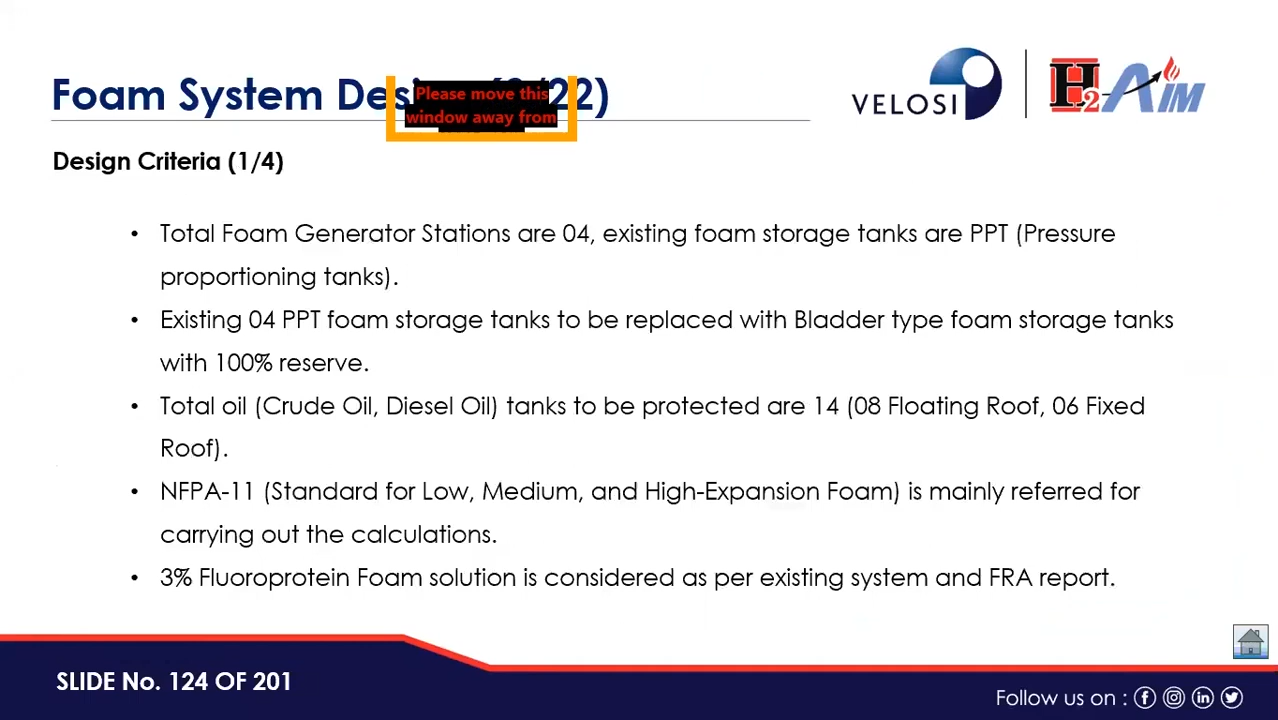 Foam System Des 2)
Please move this
window away from
VELOSI
H2AIM
Design Criteria (1/4)
• Total Foam Generator Stations are 04, existing foam storage tanks are PPT (Pressure
proportioning tanks).
• Existing 04 PPT foam storage tanks to be replaced with Bladder type foam storage tanks
with 100% reserve.
• Total oil (Crude Oil, Diesel Oil) tanks to be protected are 14 (08 Floating Roof, 06 Fixed
Roof).
• NFPA-11 (Standard for Low, Medium, and High-Expansion Foam) is mainly referred for
carrying out the calculations.
• 3% Fluoroprotein Foam solution is considered as per existing system and FRA report.
SLIDE No. 124 OF 201
Follow us on :